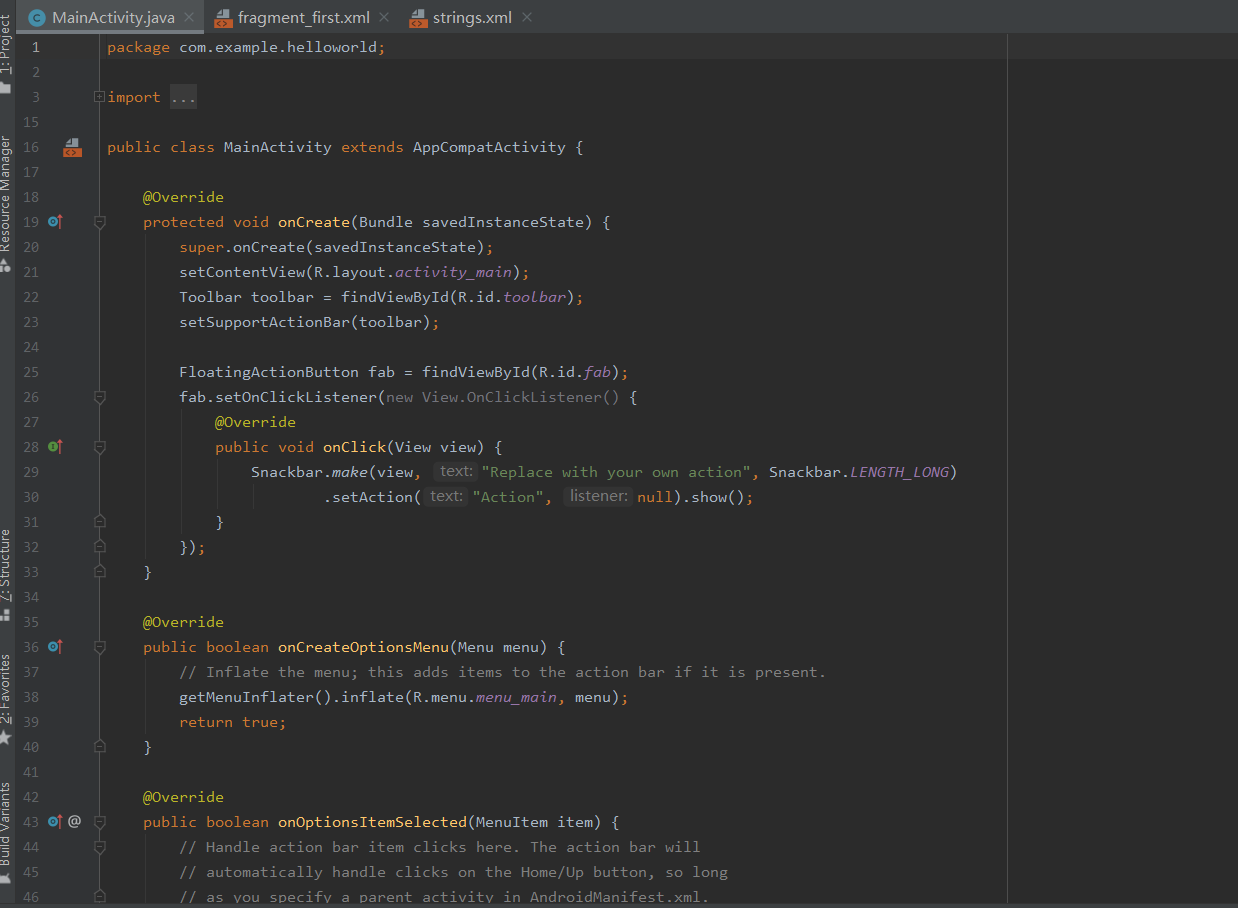 MainActivity.java fragment_first.xml strings.xml
1: Project
Resource Manager
7: Structure
2: Favorites
Build Variants
1 package com.example.helloworld;
2
3 import ...
15
16 public class MainActivity extends AppCompatActivity {
17
18 @Override
19 protected void onCreate(Bundle savedInstanceState) {
20 super.onCreate(savedInstanceState);
21 setContentView(R.layout.activity_main);
22 Toolbar toolbar = findViewById(R.id.toolbar);
23 setSupportActionBar(toolbar);
24
25 FloatingActionButton fab = findViewById(R.id.fab);
26 fab.setOnClickListener(new View.OnClickListener() {
27 @Override
28 public void onClick(View view) {
29 Snackbar.make(view, text: "Replace with your own action", Snackbar.LENGTH_LONG)
30 .setAction( text: "Action", listener: null).show();
31 }
32 });
33 }
34
35 @Override
36 public boolean onCreateOptionsMenu(Menu menu) {
37 // Inflate the menu; this adds items to the action bar if it is present.
38 getMenuInflater().inflate(R.menu.menu_main, menu);
39 return true;
40 }
41
42 @Override
43 @ public boolean onOptionsItemSelected(MenuItem item) {
44 // Handle action bar item clicks here. The action bar will
45 // automatically handle clicks on the Home/Up button, so long
46 // as you specify a parent activity in AndroidManifest.xml.